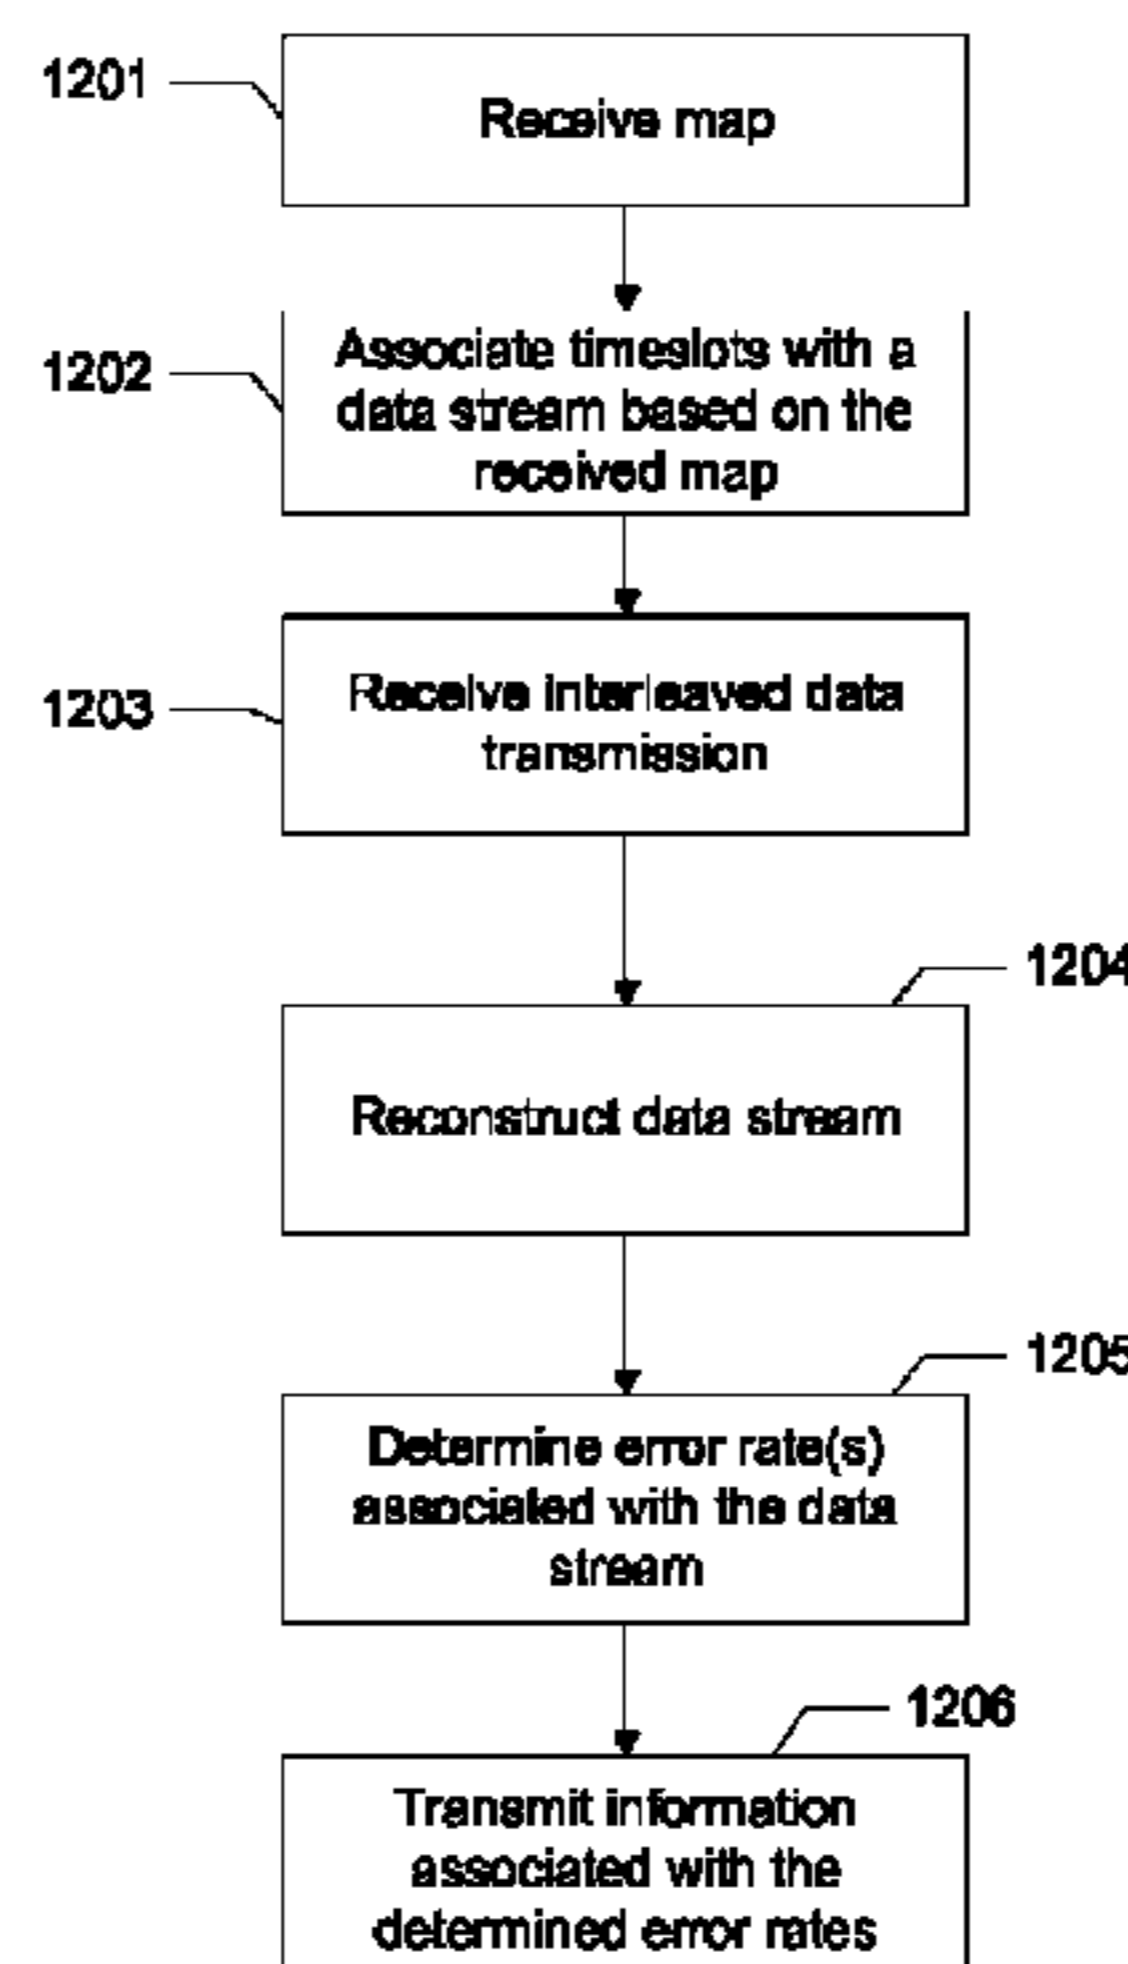 1201
Receive map
1202
Associate timeslots with a
data stream based on the
received map
1203
Receive interleaved data
transmission
1204
Reconstruct data stream
1205
Determine error rate(s)
associated with the data
stream
1206
Transmit information
associated with the
determined error rates